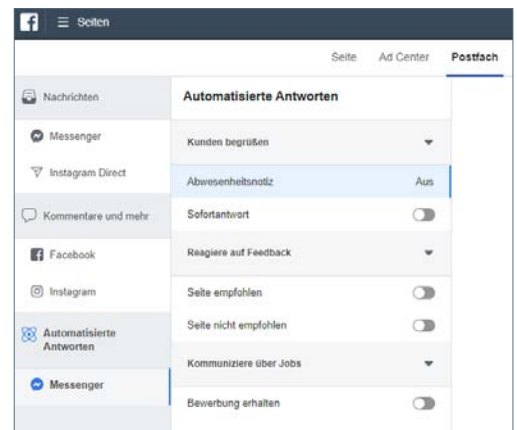 Seiten
Seite Ad Center Postfach
Nachrichten
Messenger
Instagram Direct
Kommentare und mehr
Facebook
Instagram
Automatisierte
Antworten
Messenger
Automatisierte Antworten
Kunden begrüßen
Abwesenheitsnotiz Aus
Sofortantwort
Reagiere auf Feedback
Seite empfohlen
Seite nicht empfohlen
Kommuniziere über Jobs
Bewerbung erhalten